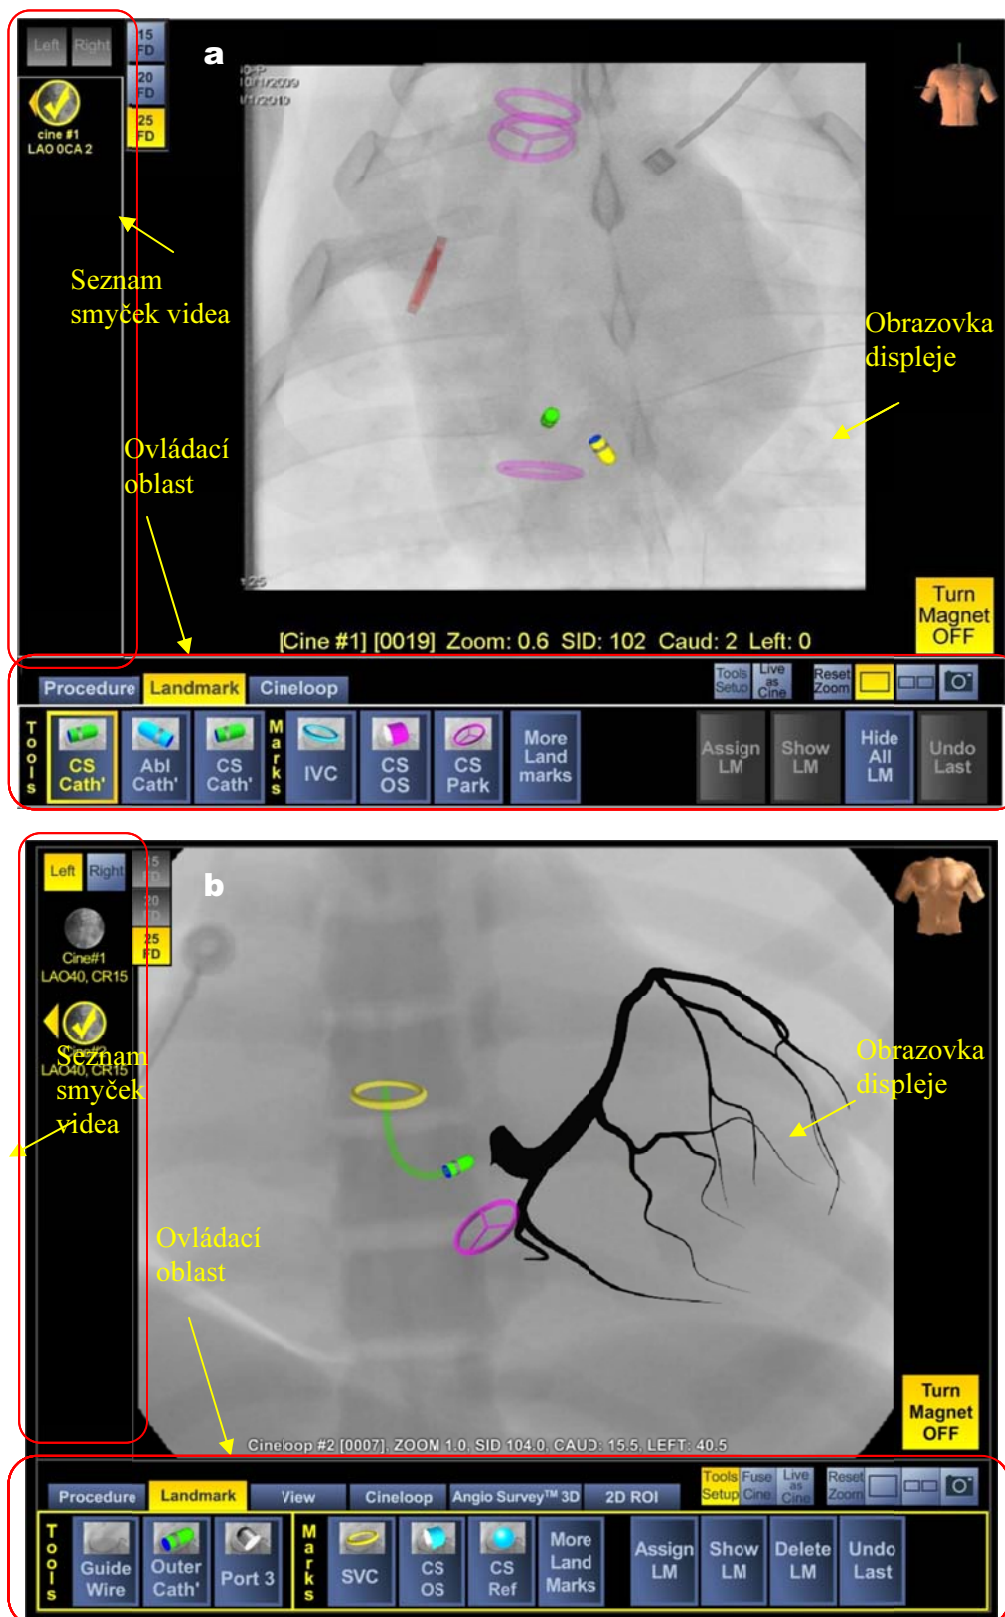 Left Right
15
FD
20
FD
25
FD
a
cine #1
LAO 0CA 2
Seznam
smyček videa
Obrazovka
displeje
Ovládací
oblast
Turn
Magnet
OFF
[Cine #1] [0019] Zoom: 0.6 SID: 102 Caud: 2 Left: 0
Procedure Landmark Cineloop
Tools
Setup
Live
as
Cine
Reset
Zoom
Tools
CS
Cath'
Abl
Cath'
CS
Cath'
Marks
IVC
CS
OS
CS
Park
More
Land
marks
Assign
LM
Show
LM
Hide
All
LM
Undo
Last
Left Right
15
FD
20
FD
25
FD
b
Cine#1
LAO40, CR15
Cine#2
LAO40, CR15
Seznam
smyček
videa
Obrazovka
displeje
Ovládací
oblast
Turn
Magnet
OFF
Cineloop #2 [0007], ZOOM 1.0, SID 104.0, CAUD: 15.5, LEFT: 40.5
Procedure Landmark View Cineloop Angio Survey™ 3D 2D ROI
Tools
Setup
Fuse
Cine
Live
as
Cine
Reset
Zoom
Tools
Guide
Wire
Outer
Cath'
Port 3
Marks
SVC
CS
OS
CS
Ref
More
Land
Marks
Assign
LM
Show
LM
Delete
LM
Undo
Last